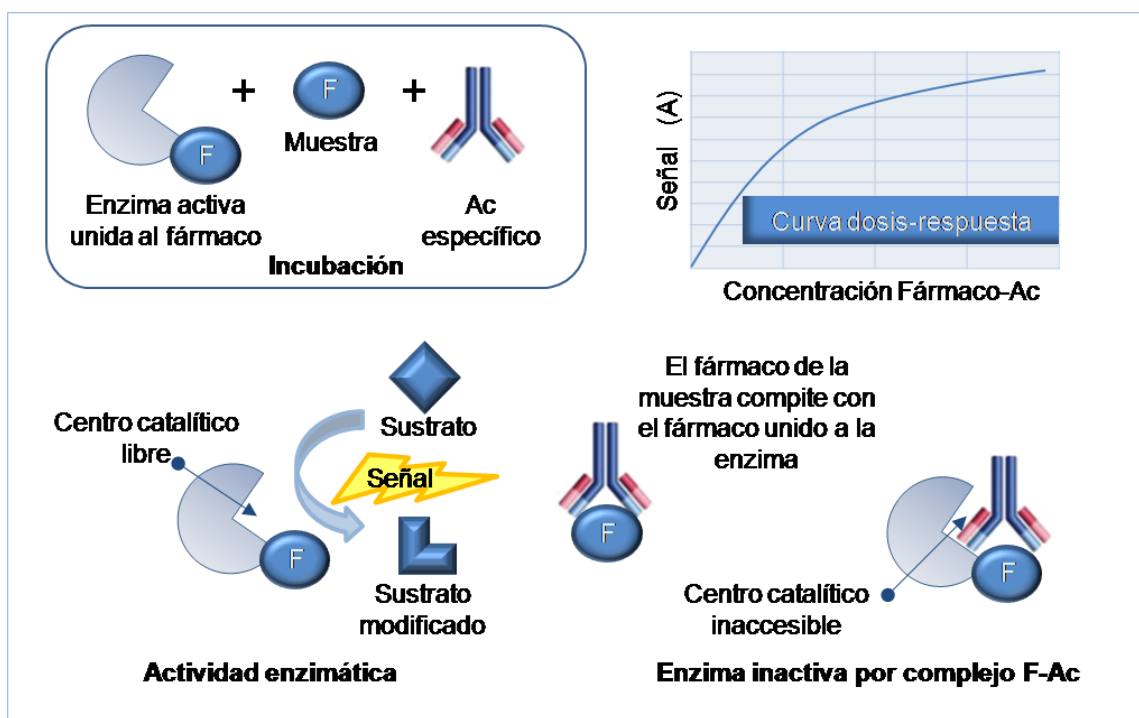 F
+
F
+
Muestra
Enzima activa
unida al fármaco
Ac
específico
Incubación
Señal (A)
Curva dosis-respuesta
Concentración Fármaco-Ac
Centro catalítico
libre
F
Sustrato
Señal
Sustrato
modificado
Actividad enzimática
El fármaco de la
muestra compite con
el fármaco unido a la
enzima
F
F
Centro catalítico
inaccesible
Enzima inactiva por complejo F-Ac